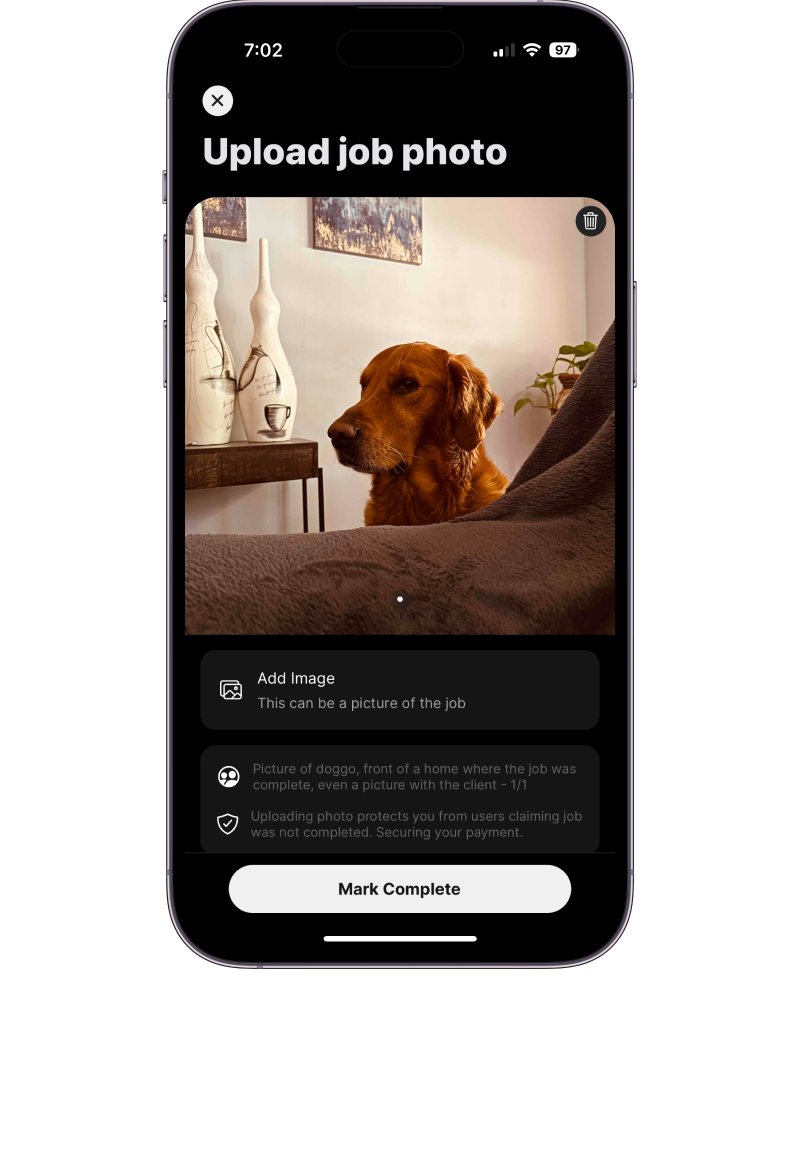 7:02
97
Upload job photo
Add Image
This can be a picture of the job
Picture of doggo, front of a home where the job was
complete, even a picture with the client - 1/1
Uploading photo protects you from users claiming job
was not completed. Securing your payment.
Mark Complete